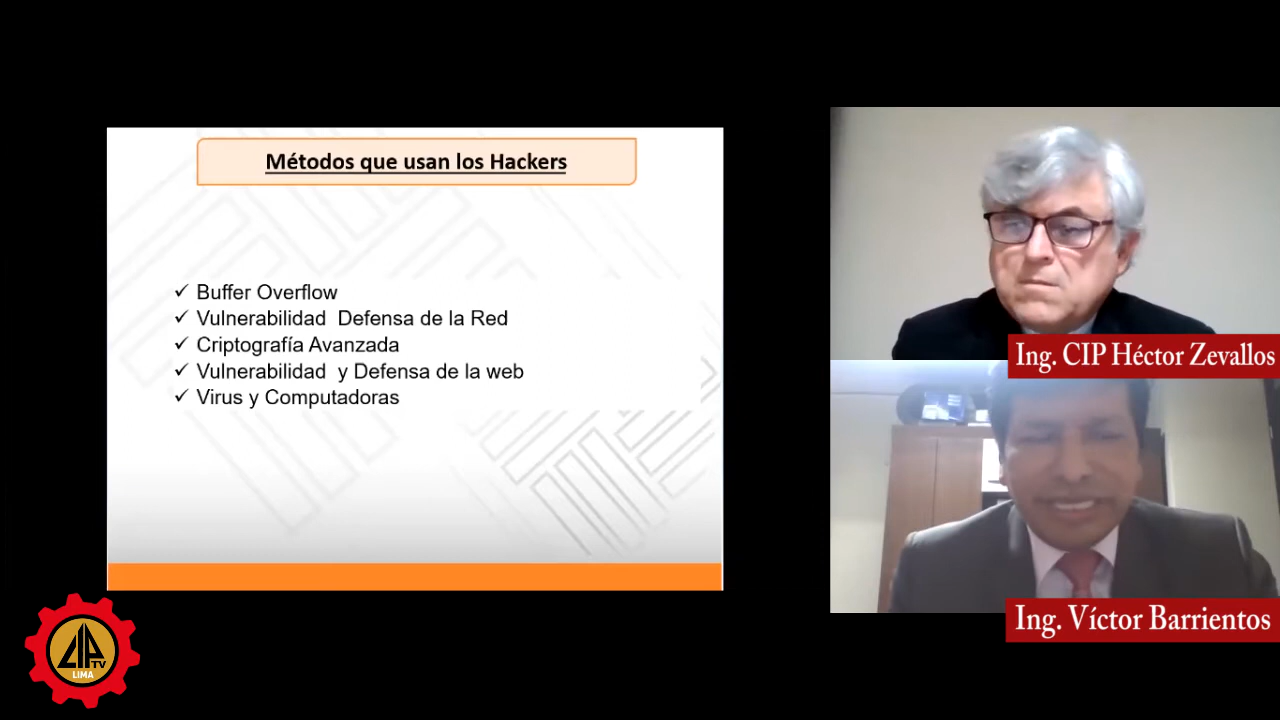 Métodos que usan los Hackers
✓ Buffer Overflow
✓ Vulnerabilidad Defensa de la Red
✓ Criptografía Avanzada
✓ Vulnerabilidad y Defensa de la web
✓ Virus y Computadoras
Ing. CIP Héctor Zevallos
Ing. Víctor Barrientos
CIP TV
LIMA